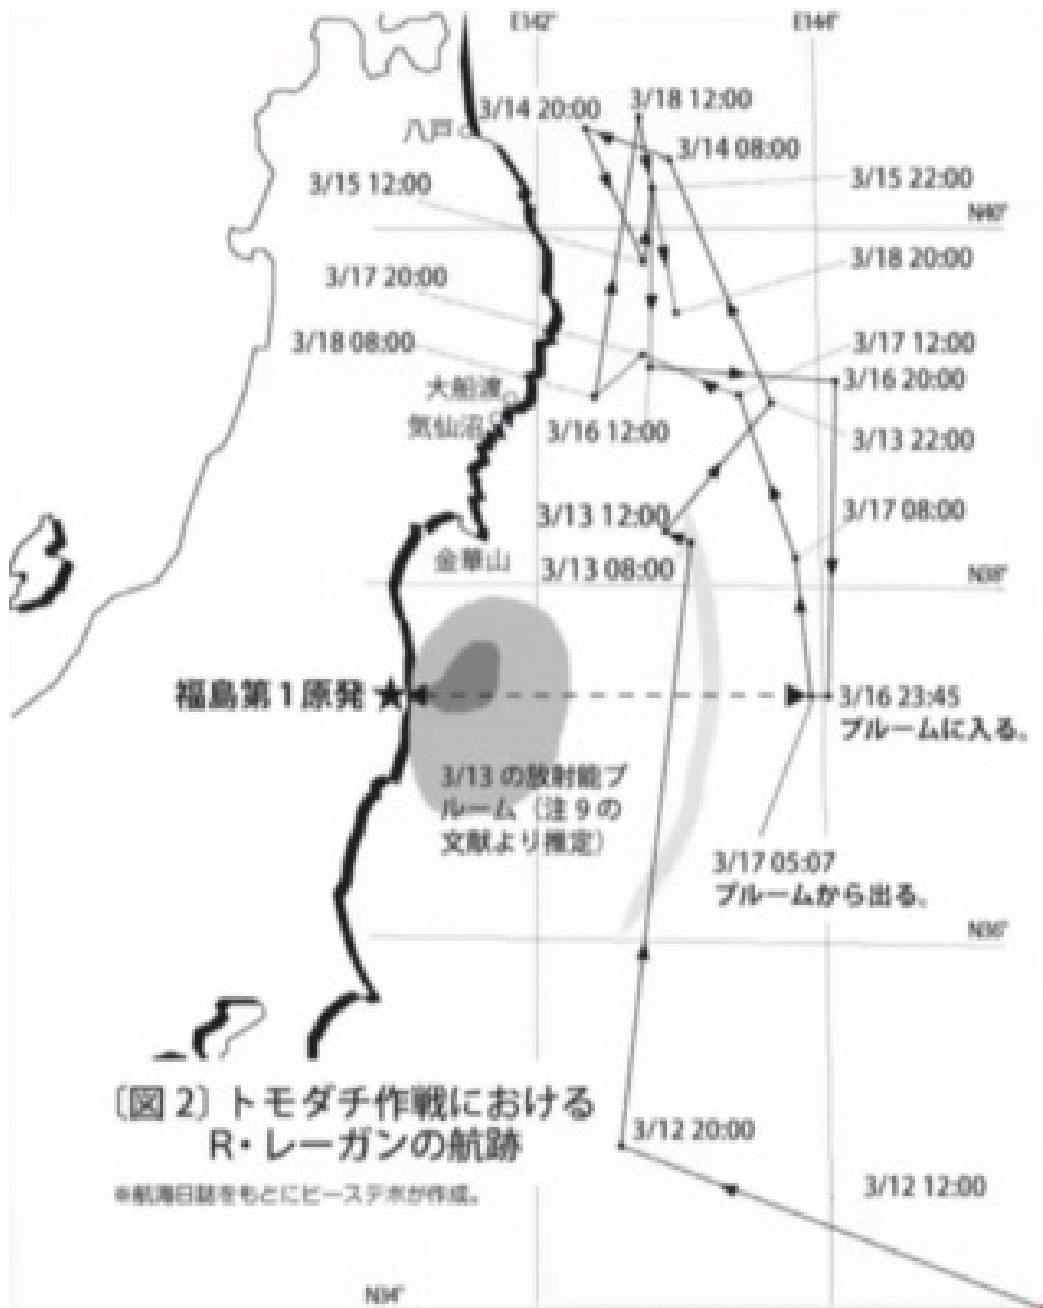 E142°
E144°
3/14 20:00
3/18 12:00
八戸
3/14 08:00
3/15 12:00
3/15 22:00
N40°
3/18 20:00
3/17 20:00
3/18 08:00
3/17 12:00
大船渡
3/16 20:00
気仙沼
3/16 12:00
3/13 22:00
3/13 12:00
3/17 08:00
金華山
3/13 08:00
N38°
福島第1原発
3/16 23:45
プルームに入る。
3/13 の放射能プ
ルーム（注9の
文献より推定）
3/17 05:07
プルームから出る。
N36°
〔図2〕トモダチ作戦における
R・レーガンの航跡
3/12 20:00
※航海日誌をもとにピースデポが作成。
3/12 12:00
N34°